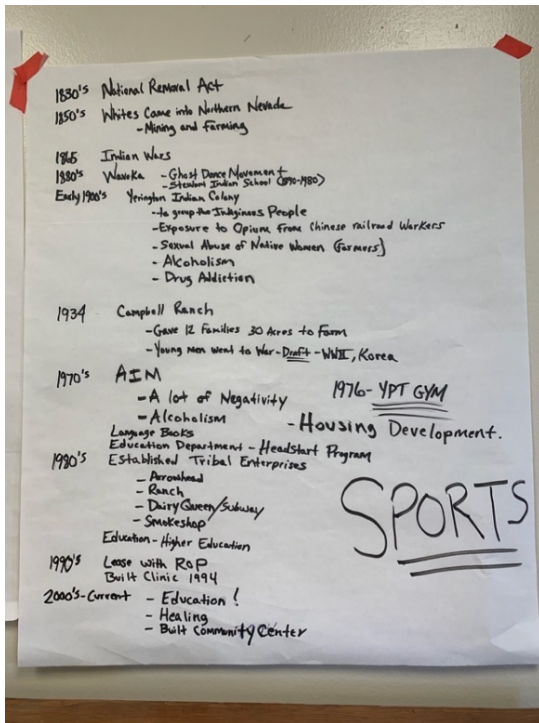 1830's National Removal Act
1850's Whites Came into Northern Nevada
- Mining and Farming
1865 Indian Wars
1880's Wavoka - Ghost Dance Movement
- Stewart Indian School (1890-1980)
Early 1900's Yerington Indian Colony
- to group the Indiginous People
- Exposure to Opium from Chinese railroad Workers
- Sexual Abuse of Native Women (farmers)
- Alcoholism
- Drug Addiction
1934 Campbell Ranch
- Gave 12 Families 30 Acres to Farm
- Young Men went to War - Draft - WWII, Korea
1970's AIM
- A lot of Negativity
- Alcoholism
Language Books
Education Department - Headstart Program
1976 - YPT GYM
- Housing Development.
1980's Established Tribal Enterprises
- Arrowhead
- Ranch
- Dairy Queen/Subway
- Smokeshop
Education - Higher Education
SPORTS
1990's Lease with RoP
Built Clinic 1994
2000's - Current - Education!
- Healing
- Built Community Center